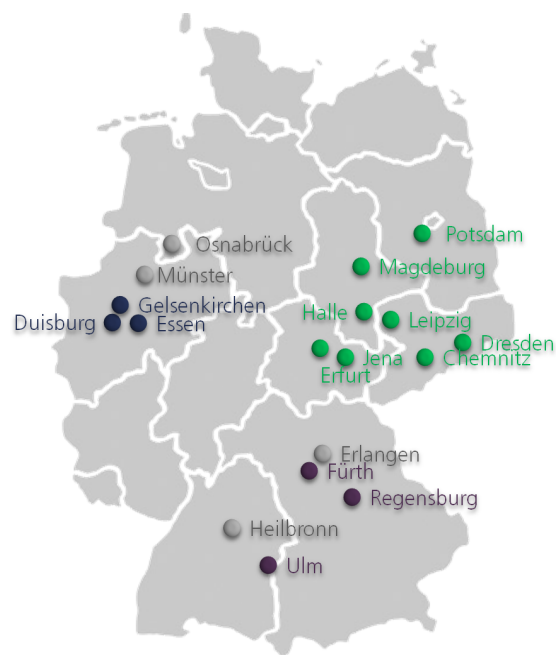 Potsdam
Osnabrück
Magdeburg
Münster
Gelsenkirchen
Halle
Leipzig
Duisburg
Essen
Dresden
Jena
Chemnitz
Erfurt
Erlangen
Fürth
Regensburg
Heilbronn
Ulm